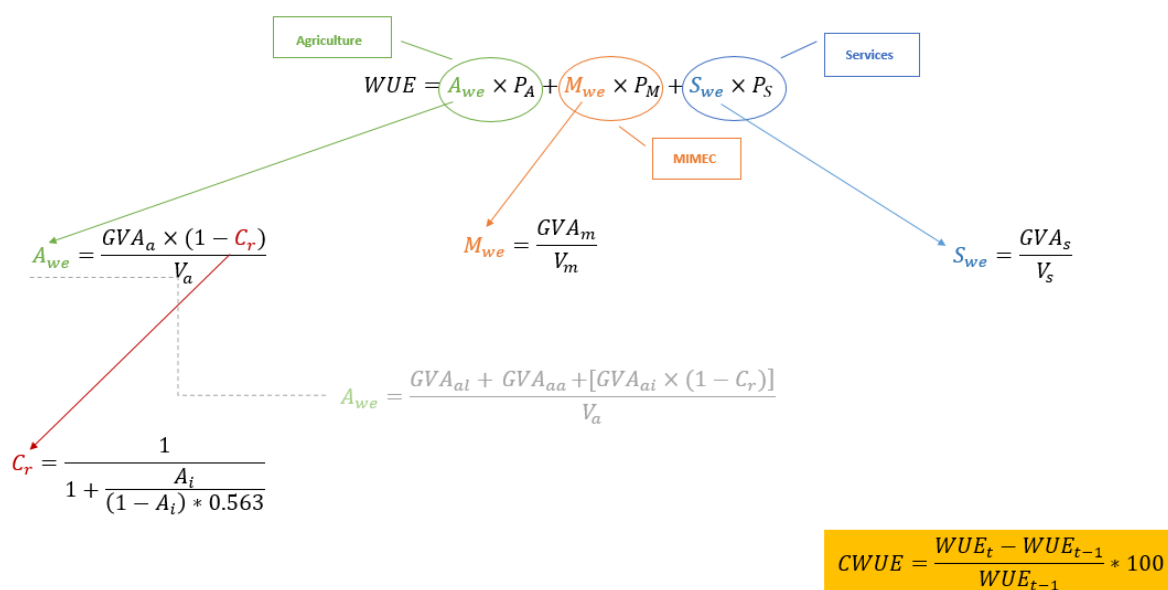 Agriculture
Services
WUE = A_we × P_A + M_we × P_M + S_we × P_S
MIMEC
A_we = (GVA_a × (1 − C_r)) / V_a
M_we = GVA_m / V_m
S_we = GVA_s / V_s
A_we = (GVA_al + GVA_aa + [GVA_ai × (1 − C_r)]) / V_a
C_r = 1 / (1 + A_i / ((1 − A_i) * 0.563))
CWUE = (WUE_t − WUE_t−1) / WUE_t−1 * 100